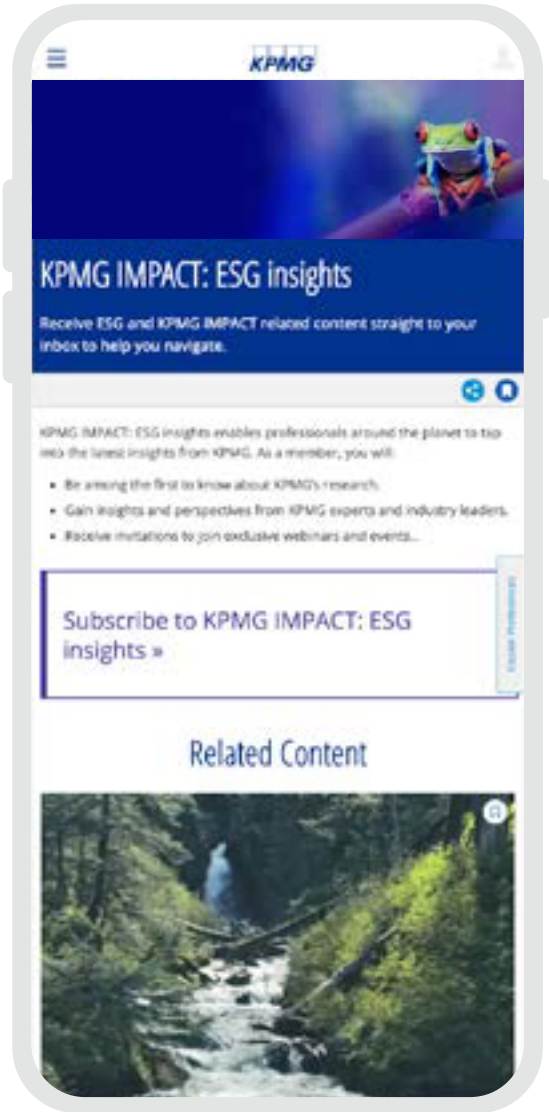 KPMG
KPMG IMPACT: ESG insights
Receive ESG and KPMG IMPACT related content straight to your
inbox to help you navigate.
KPMG IMPACT: ESG insights enables professionals around the planet to tap
into the latest insights from KPMG. As a member, you will:
• Be among the first to know about KPMG's research.
• Gain insights and perspectives from KPMG experts and industry leaders.
• Receive invitations to join exclusive webinars and events...
Subscribe to KPMG IMPACT: ESG
insights »
Cookie Preferences
Related Content